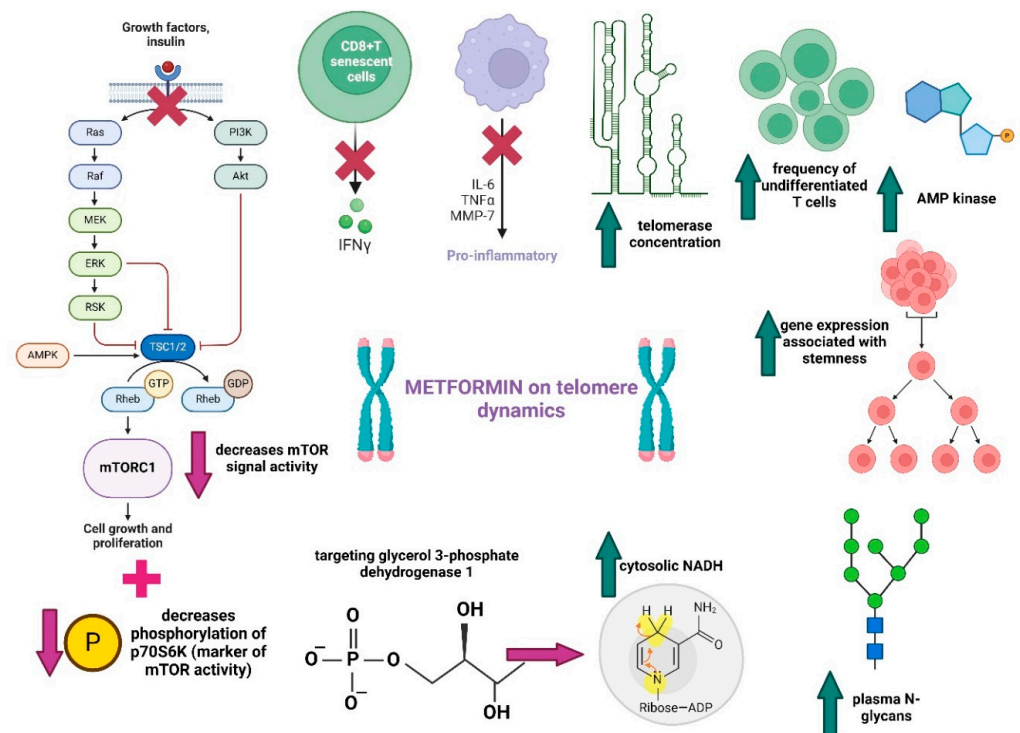 Growth factors,
insulin
Ras
Raf
MEK
ERK
RSK
PI3K
Akt
AMPK
TSC1/2
GTP
GDP
Rheb
Rheb
mTORC1
Cell growth and
proliferation
decreases mTOR
signal activity
P
decreases
phosphorylation of
p70S6K (marker of
mTOR activity)
CD8+T
senescent
cells
IFNγ
IL-6
TNFα
MMP-7
Pro-inflammatory
telomerase
concentration
frequency of
undifferentiated
T cells
P
AMP kinase
gene expression
associated with
stemness
METFORMIN on telomere
dynamics
targeting glycerol 3-phosphate
dehydrogenase 1
O
O⁻
P
O
O⁻
OH
OH
cytosolic NADH
H
H
NH₂
O
N
Ribose—ADP
plasma N-
glycans